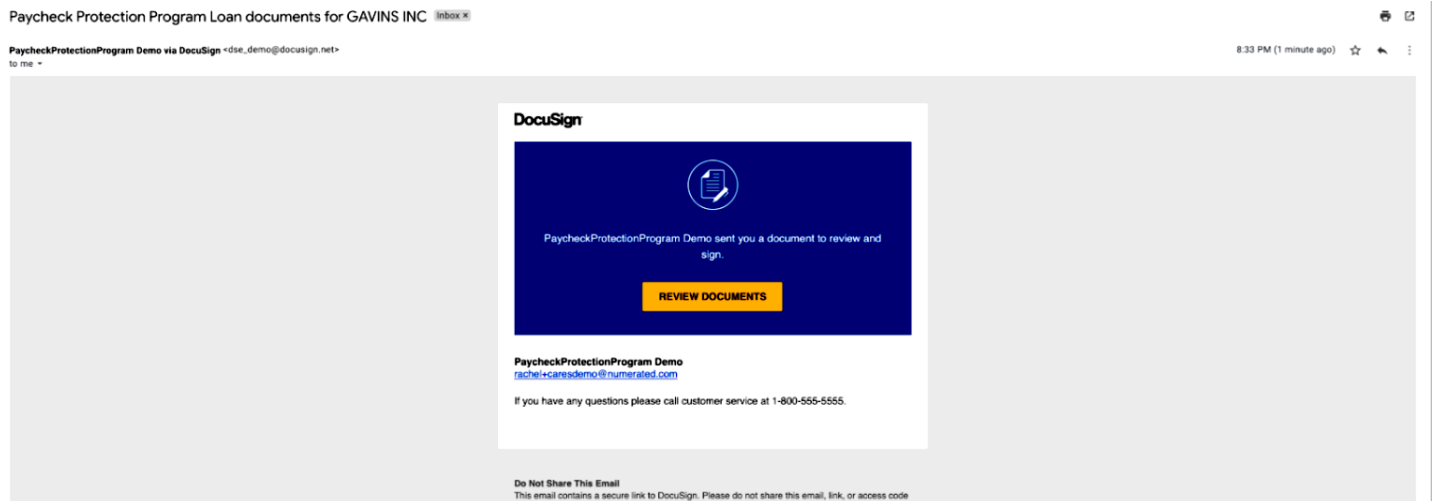 Paycheck Protection Program Loan documents for GAVINS INC Inbox ×
PaycheckProtectionProgram Demo via DocuSign <dse_demo@docusign.net>
8:33 PM (1 minute ago)
to me
DocuSign
PaycheckProtectionProgram Demo sent you a document to review and
sign.
REVIEW DOCUMENTS
PaycheckProtectionProgram Demo
rachel+caresdemo@numerated.com
If you have any questions please call customer service at 1-800-555-5555.
Do Not Share This Email
This email contains a secure link to DocuSign. Please do not share this email, link, or access code